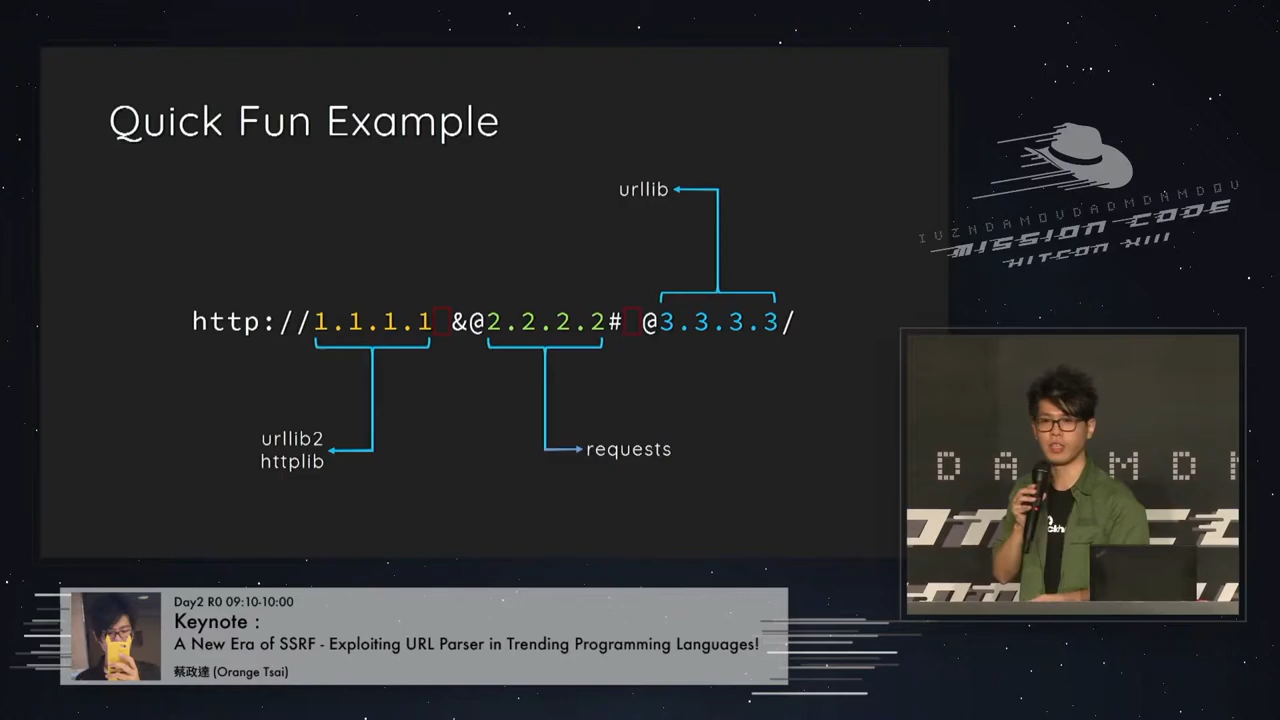 Quick Fun Example
urllib
http://1.1.1.1 &@2.2.2.2# @3.3.3.3/
urllib2
httplib
requests
MISSION CODE
HITCON XIII
D A M D
Day2 R0 09:10-10:00
Keynote :
A New Era of SSRF - Exploiting URL Parser in Trending Programming Languages!
蔡政達 (Orange Tsai)